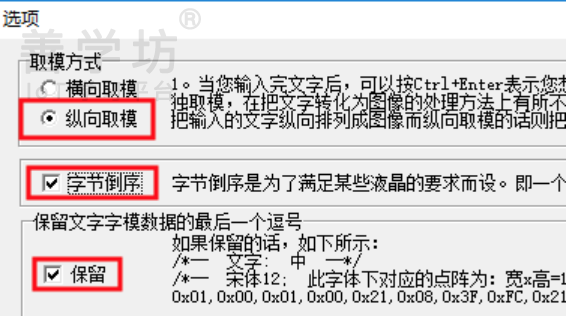 选项
善学坊®
取模方式
横向取模
纵向取模
1。当您输入完文字后，可以按Ctrl+Enter表示您想
独取模，在把文字转化为图像的处理方法上有所不
把输入的文字纵向排列成图像而纵向取模的话则把
字节倒序
字节倒序是为了满足某些液晶的要求而设。即一个
保留文字字模数据的最后一个逗号
保留
如果保留的话，如下所示：
/*— 文字: 中 —*/
/*— 宋体12; 此字体下对应的点阵为：宽x高=1
0x01,0x00,0x01,0x00,0x21,0x08,0x3F,0xFC,0x21